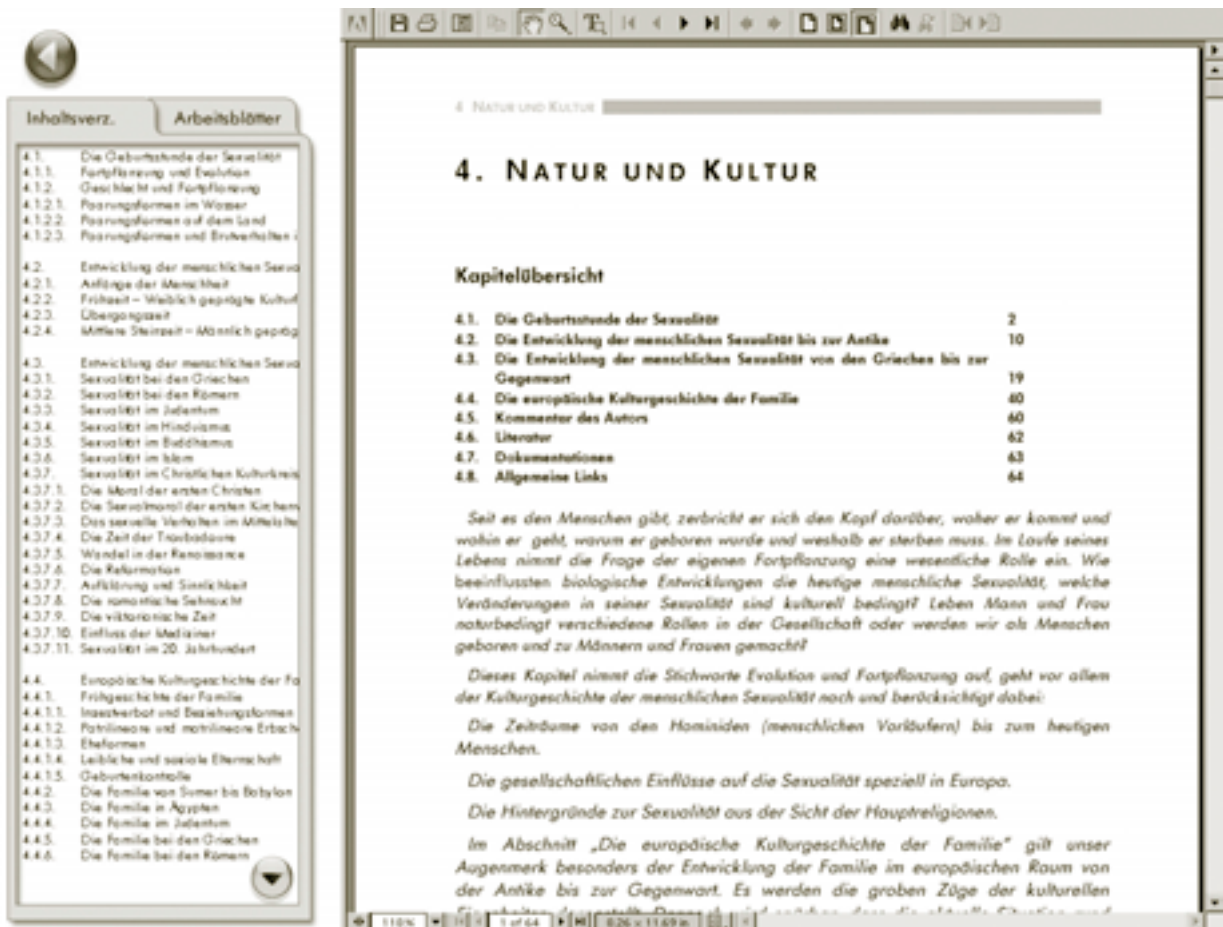 Inhaltsverz.
Arbeitsblätter
4.1. Die Geburtsstunde der Sexualität
4.1.1. Fortpflanzung und Evolution
4.1.2. Geschlecht und Fortpflanzung
4.1.2.1. Paarungsformen im Wasser
4.1.2.2. Paarungsformen auf dem Land
4.1.2.3. Paarungsformen und Brutverhalten i
4.2. Entwicklung der menschlichen Sexua
4.2.1. Anfänge der Menschheit
4.2.2. Frühzeit – Weiblich geprägte Kulturf
4.2.3. Übergangszeit
4.2.4. Mittlere Steinzeit – Männlich gepräg
4.3. Entwicklung der menschlichen Sexua
4.3.1. Sexualität bei den Griechen
4.3.2. Sexualität bei den Römern
4.3.3. Sexualität im Judentum
4.3.4. Sexualität im Hinduismus
4.3.5. Sexualität im Buddhismus
4.3.6. Sexualität im Islam
4.3.7. Sexualität im Christlichen Kulturkreis
4.3.7.1. Die Moral der ersten Christen
4.3.7.2. Die Sexualmoral der ersten Kirchenv
4.3.7.3. Das sexuelle Verhalten im Mittelalte
4.3.7.4. Die Zeit der Troubadoure
4.3.7.5. Wandel in der Renaissance
4.3.7.6. Die Reformation
4.3.7.7. Aufklärung und Sinnlichkeit
4.3.7.8. Die romantische Sehnsucht
4.3.7.9. Die viktorianische Zeit
4.3.7.10. Einfluss der Mediziner
4.3.7.11. Sexualität im 20. Jahrhundert
4.4. Europäische Kulturgeschichte der Fa
4.4.1. Frühgeschichte der Familie
4.4.1.1. Inzestverbot und Beziehungsformen
4.4.1.2. Patrilineare und matrilineare Erbsch
4.4.1.3. Eheformen
4.4.1.4. Leibliche und soziale Elternschaft
4.4.1.5. Geburtenkontrolle
4.4.2. Die Familie von Sumer bis Babylon
4.4.3. Die Familie in Ägypten
4.4.4. Die Familie im Judentum
4.4.5. Die Familie bei den Griechen
4.4.6. Die Familie bei den Römern
4 NATUR UND KULTUR
4. NATUR UND KULTUR
Kapitelübersicht
4.1. Die Geburtsstunde der Sexualität 2
4.2. Die Entwicklung der menschlichen Sexualität bis zur Antike 10
4.3. Die Entwicklung der menschlichen Sexualität von den Griechen bis zur
Gegenwart 19
4.4. Die europäische Kulturgeschichte der Familie 40
4.5. Kommentar des Autors 60
4.6. Literatur 62
4.7. Dokumentationen 63
4.8. Allgemeine Links 64
Seit es den Menschen gibt, zerbricht er sich den Kopf darüber, woher er kommt und
wohin er geht, warum er geboren wurde und weshalb er sterben muss. Im Laufe seines
Lebens nimmt die Frage der eigenen Fortpflanzung eine wesentliche Rolle ein. Wie
beeinflussten biologische Entwicklungen die heutige menschliche Sexualität, welche
Veränderungen in seiner Sexualität sind kulturell bedingt? Leben Mann und Frau
naturbedingt verschiedene Rollen in der Gesellschaft oder werden wir als Menschen
geboren und zu Männern und Frauen gemacht?
Dieses Kapitel nimmt die Stichworte Evolution und Fortpflanzung auf, geht vor allem
der Kulturgeschichte der menschlichen Sexualität nach und berücksichtigt dabei:
Die Zeiträume von den Hominiden (menschlichen Vorläufern) bis zum heutigen
Menschen.
Die gesellschaftlichen Einflüsse auf die Sexualität speziell in Europa.
Die Hintergründe zur Sexualität aus der Sicht der Hauptreligionen.
Im Abschnitt „Die europäische Kulturgeschichte der Familie“ gilt unser
Augenmerk besonders der Entwicklung der Familie im europäischen Raum von
der Antike bis zur Gegenwart. Es werden die groben Züge der kulturellen
110%
1 of 64
8.26 x 11.69 in